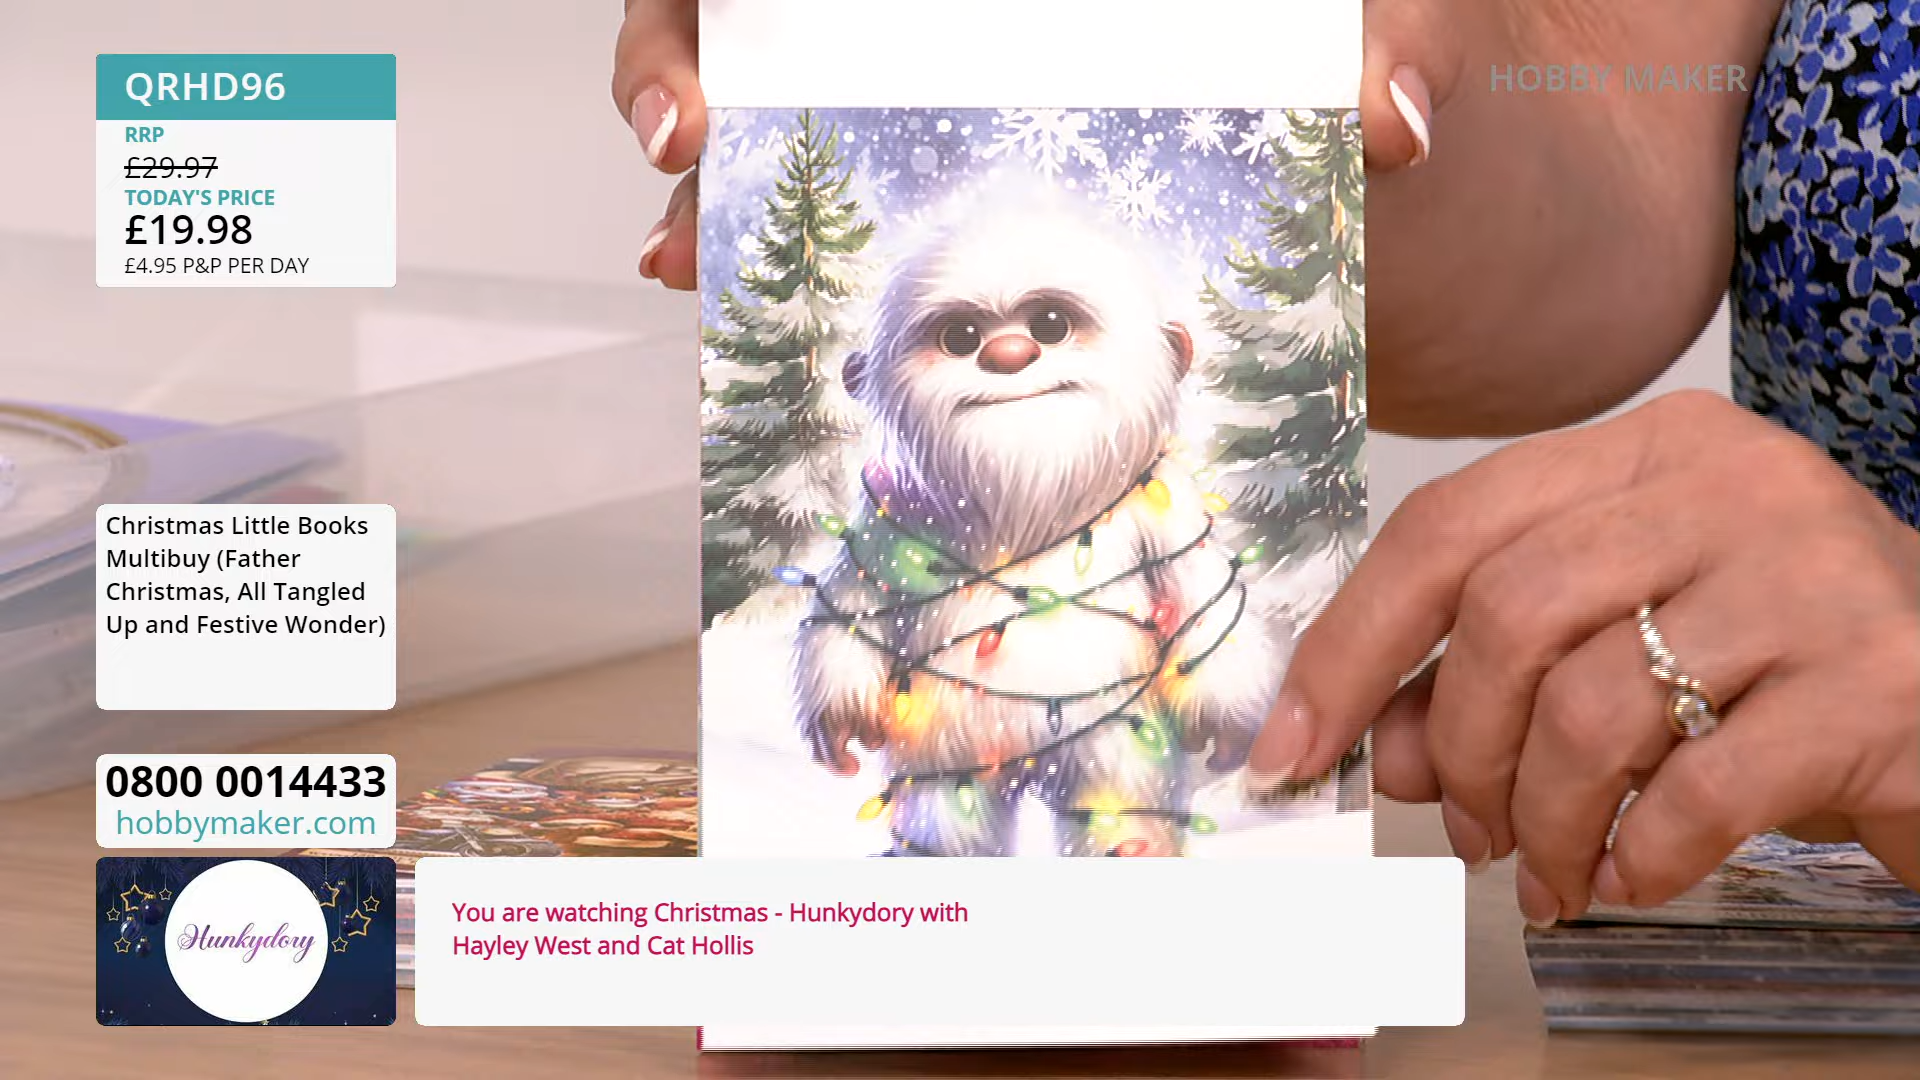 QRHD96
RRP
£29.97
TODAY'S PRICE
£19.98
£4.95 P&P PER DAY
HOBBY MAKER
Christmas Little Books
Multibuy (Father
Christmas, All Tangled
Up and Festive Wonder)
0800 0014433
hobbymaker.com
Hunkydory
You are watching Christmas - Hunkydory with
Hayley West and Cat Hollis